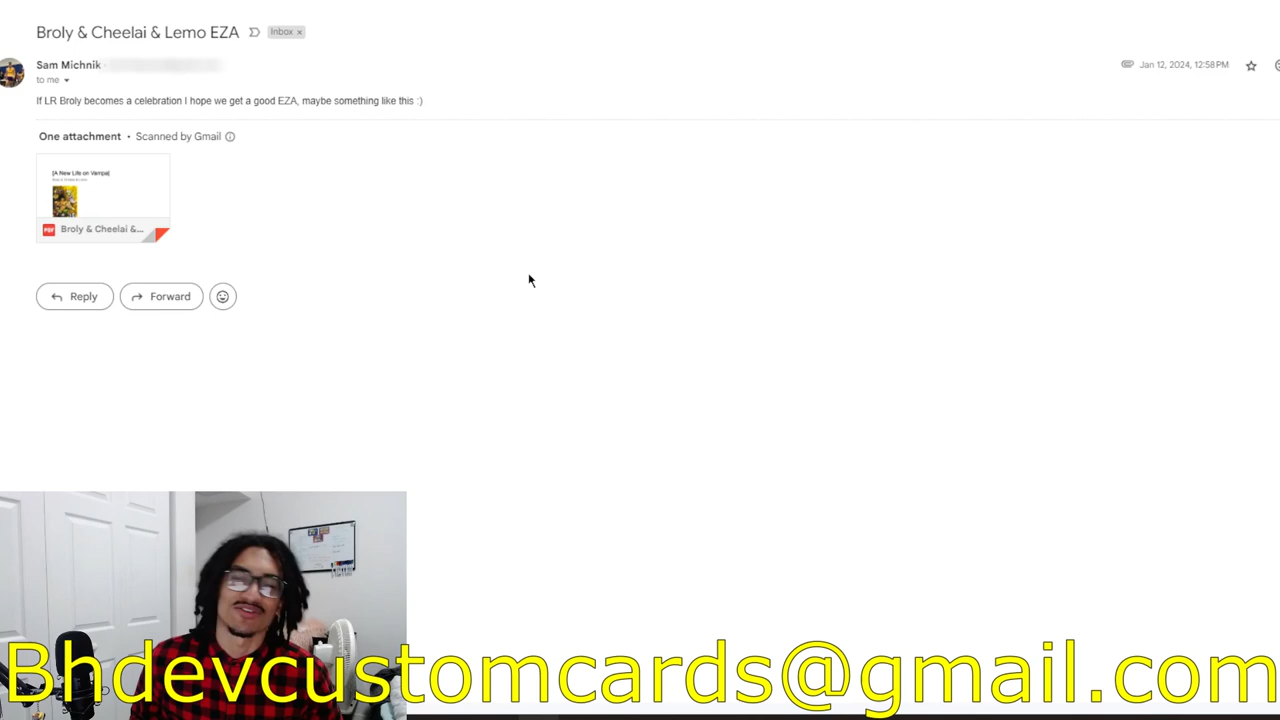 Broly & Cheelai & Lemo EZA
Inbox ×
Sam Michnik
Jan 12, 2024, 12:58 PM
to me
If LR Broly becomes a celebration I hope we get a good EZA, maybe something like this :)
One attachment • Scanned by Gmail
[A New Life on Vampa]
PDF Broly & Cheelai &...
Reply
Forward
Bhdevcustomcards@gmail.com